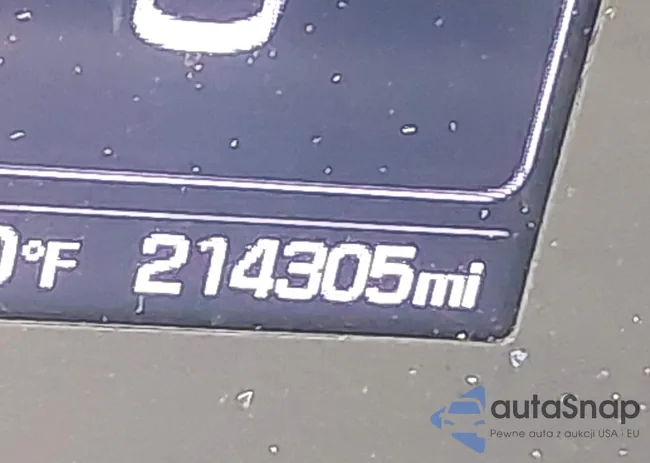 °F 214305mi
autaSnap
Pewne auta z aukcji USA i EU